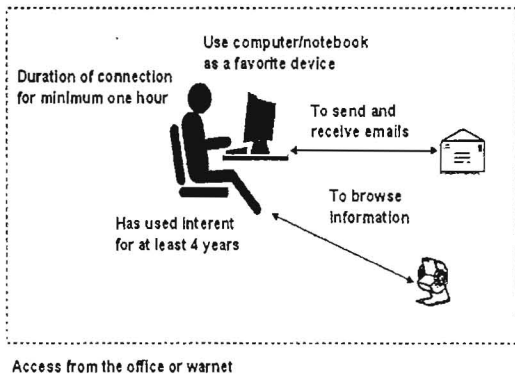 Use computer/notebook
as a favorite device
Duration of connection
for minimum one hour
To send and
receive emails
To browse
information
Has used interent
for at least 4 years
Access from the office or warnet